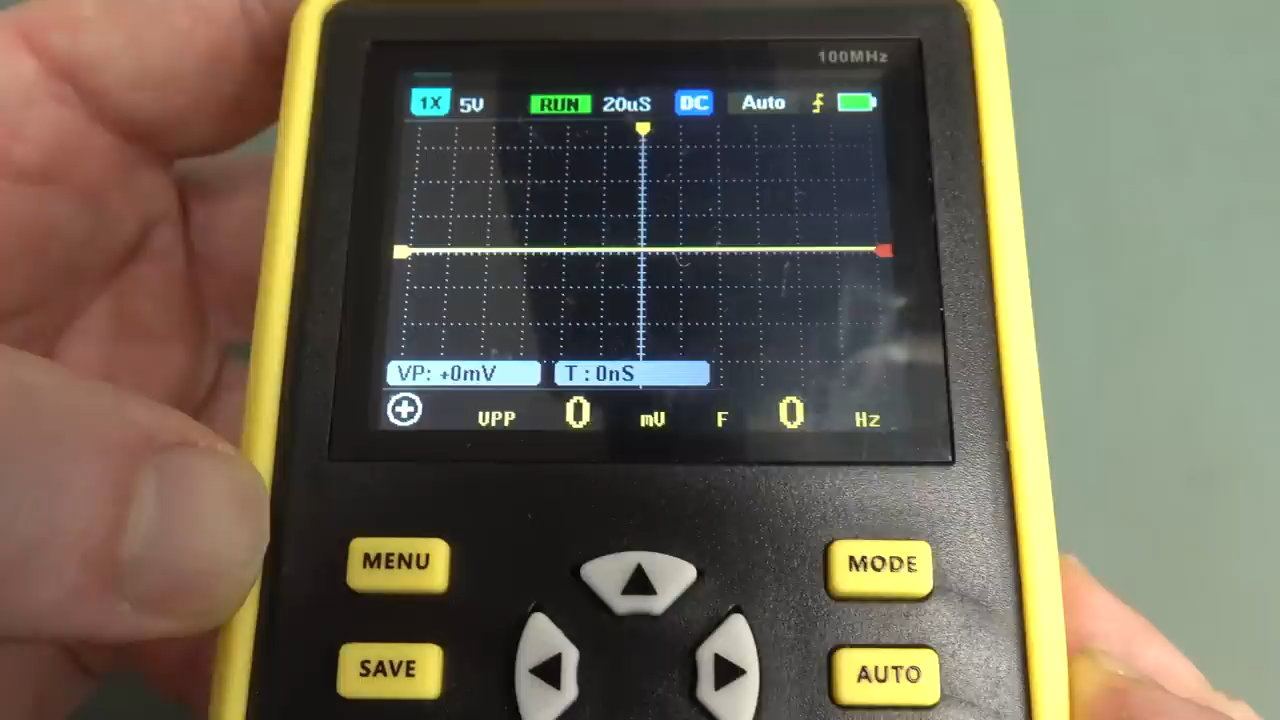 100MHz
1X 5V RUN 20uS DC Auto
VP: +0mV T: 0nS
VPP 0 mV F 0 Hz
MENU
MODE
SAVE
AUTO